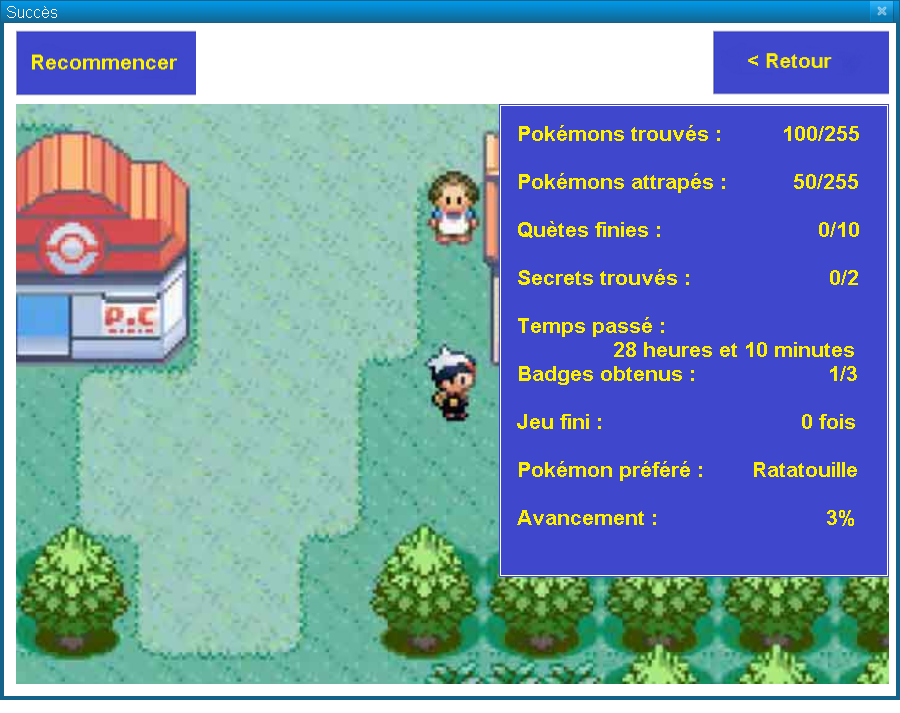 Succès
Recommencer
< Retour
Pokémons trouvés : 100/255
Pokémons attrapés : 50/255
Quètes finies : 0/10
Secrets trouvés : 0/2
Temps passé :
28 heures et 10 minutes
Badges obtenus : 1/3
Jeu fini : 0 fois
Pokémon préféré : Ratatouille
Avancement : 3%
P.C